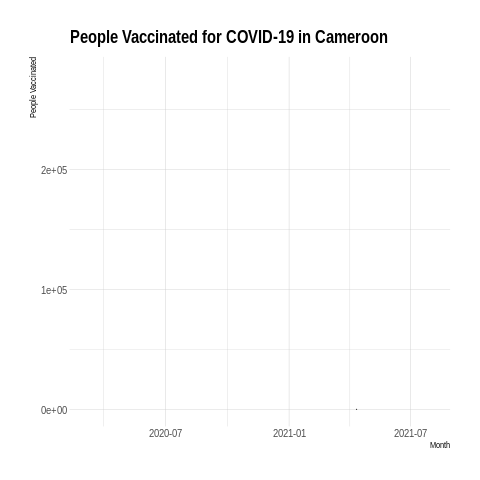 People Vaccinated for COVID-19 in Cameroon
People Vaccinated
2e+05
1e+05
0e+00
2020-07 2021-01 2021-07
Month